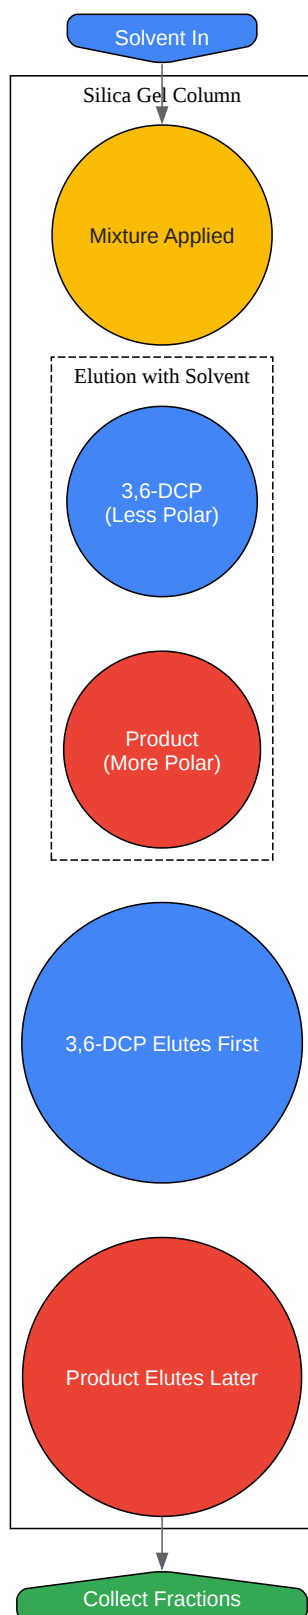 Solvent In
Silica Gel Column
Mixture Applied
Elution with Solvent
3,6-DCP
(Less Polar)
Product
(More Polar)
3,6-DCP Elutes First
Product Elutes Later
Collect Fractions